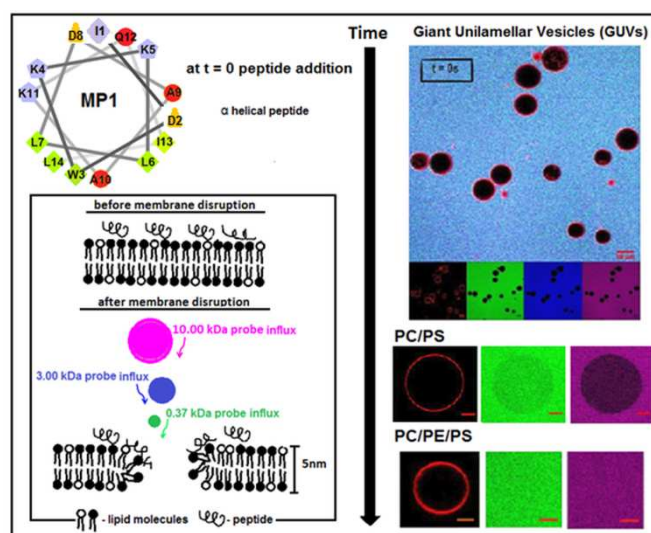 I1
D8
Q12
K5
K4
K11
MP1
A9
D2
L7
I13
L14
L6
W3
A10
at t = 0 peptide addition
α helical peptide
before membrane disruption
after membrane disruption
10.00 kDa probe influx
3.00 kDa probe influx
0.37 kDa probe influx
5nm
- lipid molecules
- peptide
Time
Giant Unilamellar Vesicles (GUVs)
t = 0s
PC/PS
PC/PE/PS